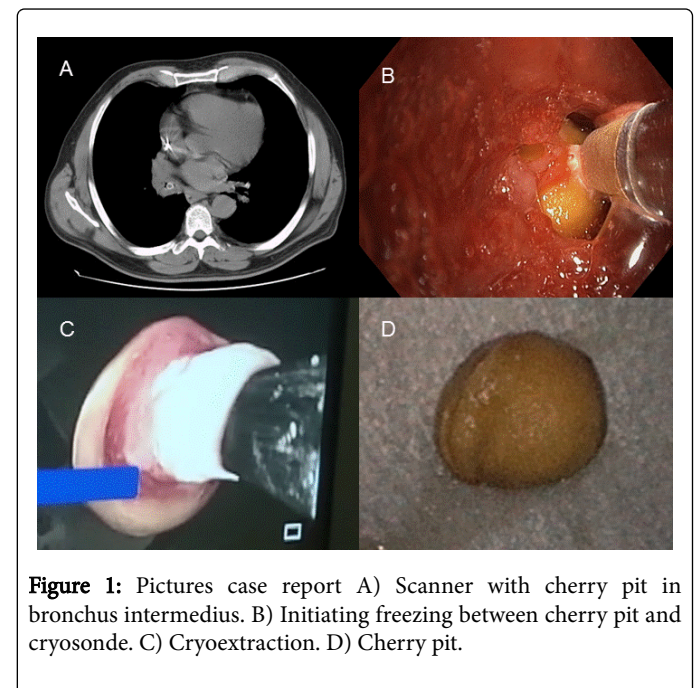 A
B
C
D
Figure 1: Pictures case report A) Scanner with cherry pit in
bronchus intermedius. B) Initiating freezing between cherry pit and
cryosonde. C) Cryoextraction. D) Cherry pit.